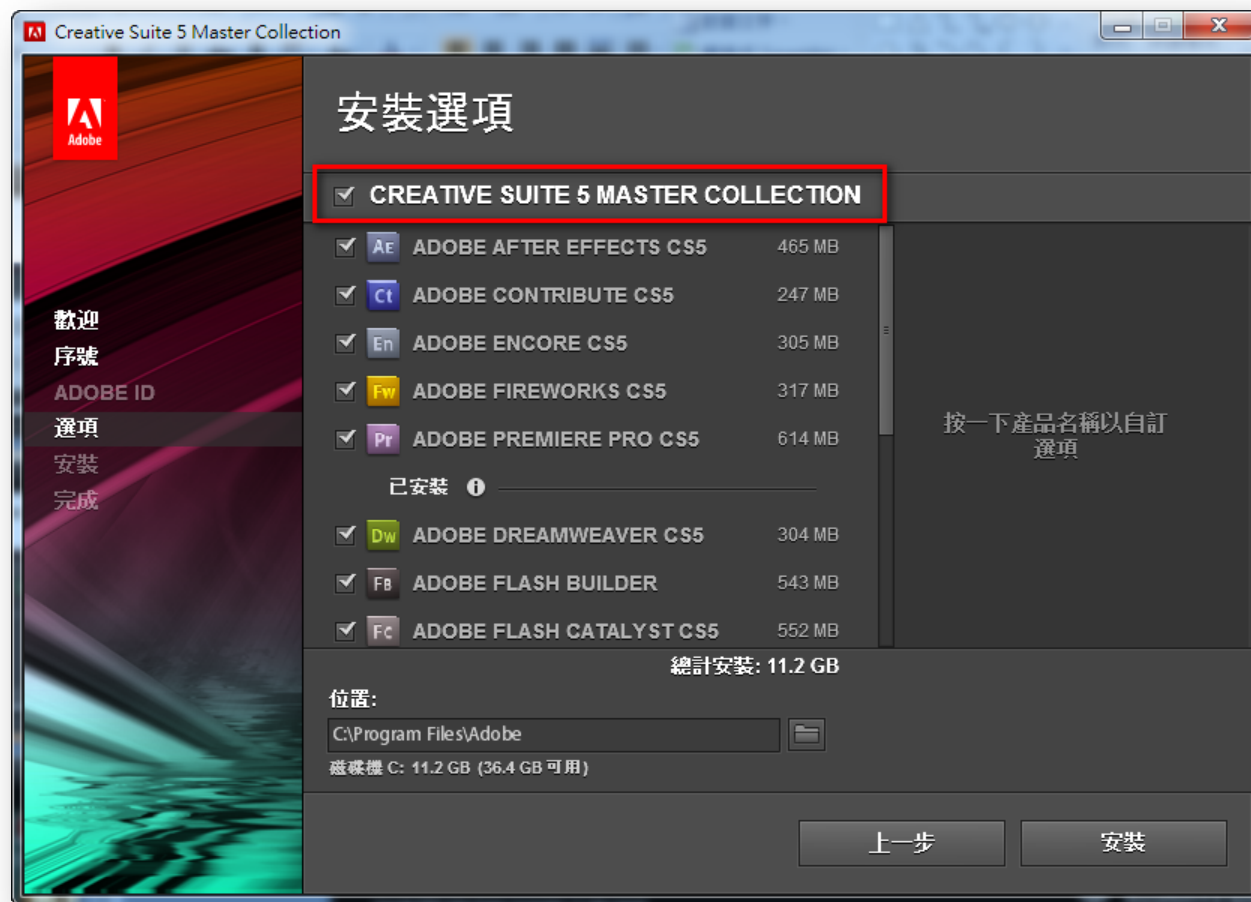 Creative Suite 5 Master Collection
Adobe
安裝選項
CREATIVE SUITE 5 MASTER COLLECTION
AE ADOBE AFTER EFFECTS CS5 465 MB
Ct ADOBE CONTRIBUTE CS5 247 MB
En ADOBE ENCORE CS5 305 MB
Fw ADOBE FIREWORKS CS5 317 MB
Pr ADOBE PREMIERE PRO CS5 614 MB
已安裝
Dw ADOBE DREAMWEAVER CS5 304 MB
FB ADOBE FLASH BUILDER 543 MB
Fc ADOBE FLASH CATALYST CS5 552 MB
歡迎
序號
ADOBE ID
選項
安裝
完成
按一下產品名稱以自訂
選項
總計安裝: 11.2 GB
位置:
C:\Program Files\Adobe
磁碟機 C: 11.2 GB (36.4 GB 可用)
上一步
安裝